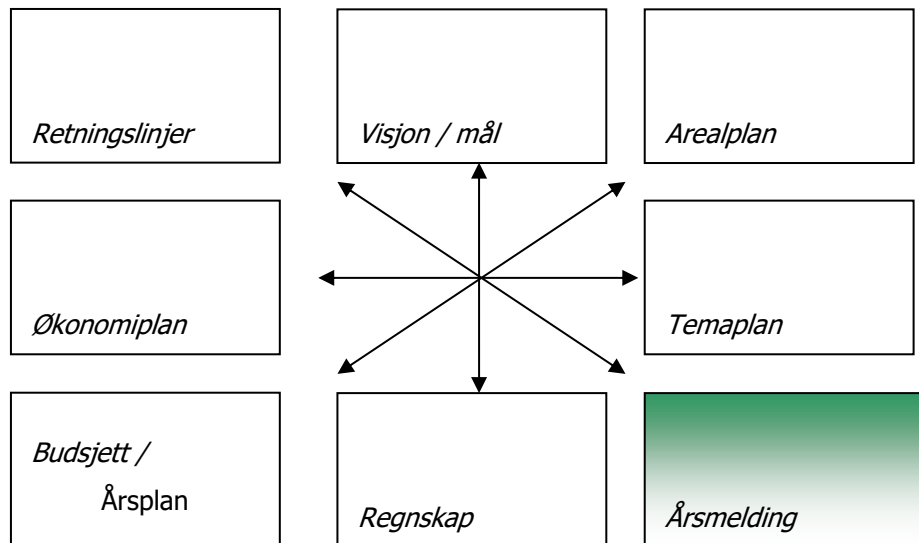 Retningslinjer
Visjon / mål
Arealplan
Økonomiplan
Temaplan
Budsjett /
Årsplan
Regnskap
Årsmelding